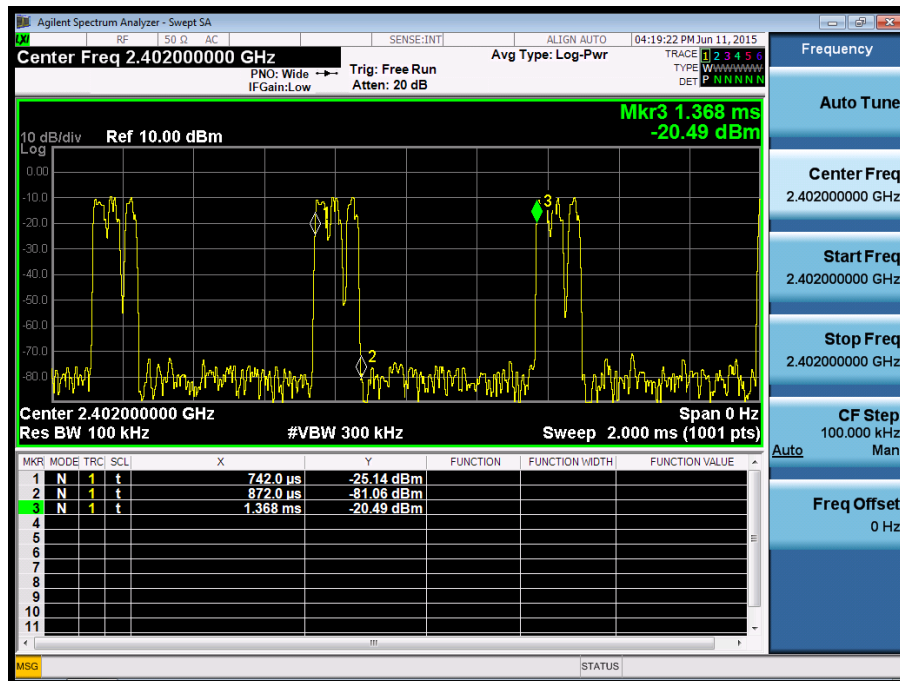 Agilent Spectrum Analyzer - Swept SA
LXI RF 50 Ω AC SENSE:INT ALIGN AUTO 04:19:22 PM Jun 11, 2015
Center Freq 2.402000000 GHz
Avg Type: Log-Pwr
TRACE 1 2 3 4 5 6
TYPE WWWWWW
DET P N N N N N
PNO: Wide
IFGain:Low
Trig: Free Run
Atten: 20 dB
Mkr3 1.368 ms
-20.49 dBm
10 dB/div Ref 10.00 dBm
Log
0.00
-10.0
-20.0
-30.0
-40.0
-50.0
-60.0
-70.0
-80.0
3
2
Center 2.402000000 GHz Span 0 Hz
Res BW 100 kHz #VBW 300 kHz Sweep 2.000 ms (1001 pts)
MKR MODE TRC SCL X Y FUNCTION FUNCTION WIDTH FUNCTION VALUE
1 N 1 t 742.0 us -25.14 dBm
2 N 1 t 872.0 us -81.06 dBm
3 N 1 t 1.368 ms -20.49 dBm
4
5
6
7
8
9
10
11
MSG STATUS
Frequency
Auto Tune
Center Freq
2.402000000 GHz
Start Freq
2.402000000 GHz
Stop Freq
2.402000000 GHz
CF Step
100.000 kHz
Auto Man
Freq Offset
0 Hz